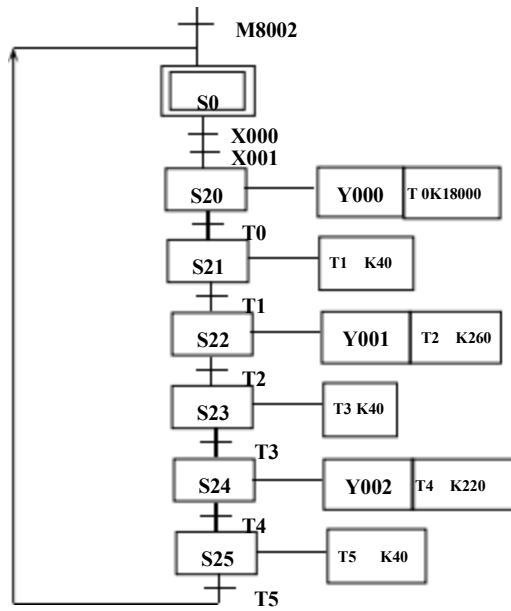 M8002
S0
X000
X001
S20 Y000 T 0K18000
T0
S21 T1 K40
T1
S22 Y001 T2 K260
T2
S23 T3 K40
T3
S24 Y002 T4 K220
T4
S25 T5 K40
T5